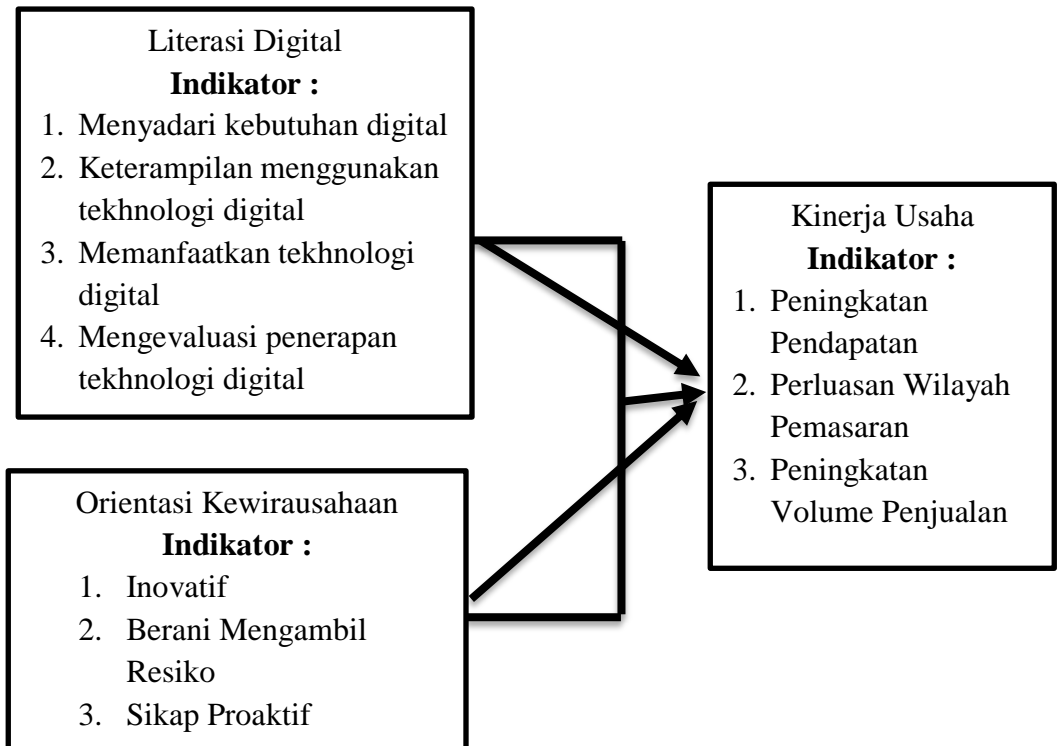 Literasi Digital
Indikator :
1. Menyadari kebutuhan digital
2. Keterampilan menggunakan
tekhnologi digital
3. Memanfaatkan tekhnologi
digital
4. Mengevaluasi penerapan
tekhnologi digital
Orientasi Kewirausahaan
Indikator :
1. Inovatif
2. Berani Mengambil
Resiko
3. Sikap Proaktif
Kinerja Usaha
Indikator :
1. Peningkatan
Pendapatan
2. Perluasan Wilayah
Pemasaran
3. Peningkatan
Volume Penjualan